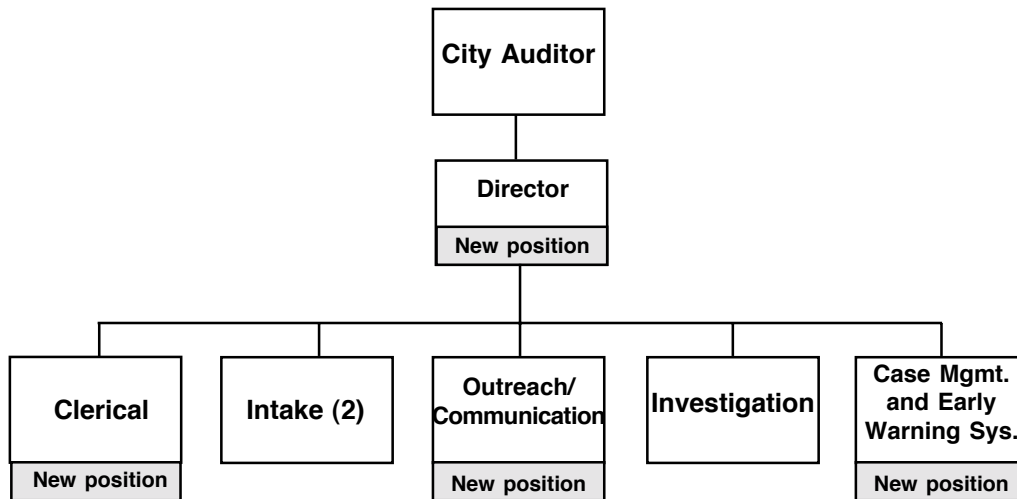 City Auditor
Director
New position
Clerical
New position
Intake (2)
Outreach/
Communication
New position
Investigation
Case Mgmt.
and Early
Warning Sys.
New position